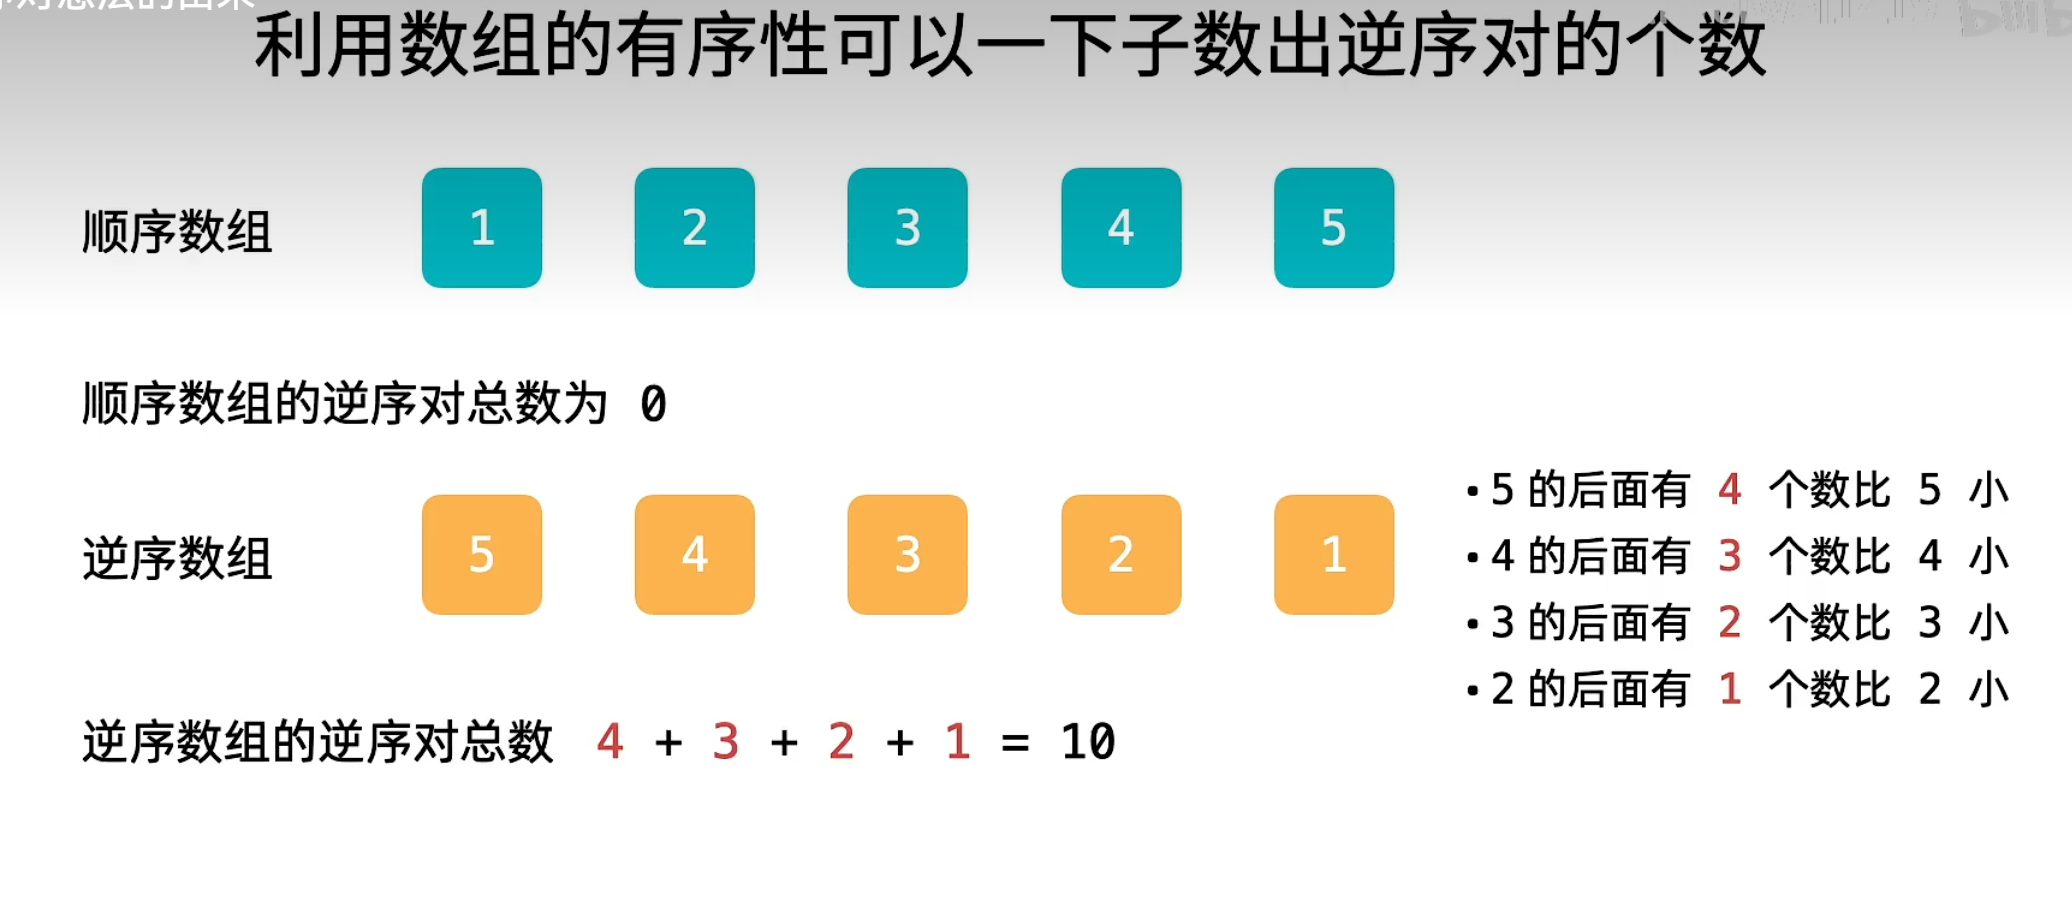 利用数组的有序性可以一下子数出逆序对的个数
顺序数组 1 2 3 4 5
顺序数组的逆序对总数为 0
逆序数组 5 4 3 2 1
• 5 的后面有 4 个数比 5 小
• 4 的后面有 3 个数比 4 小
• 3 的后面有 2 个数比 3 小
• 2 的后面有 1 个数比 2 小
逆序数组的逆序对总数 4 + 3 + 2 + 1 = 10